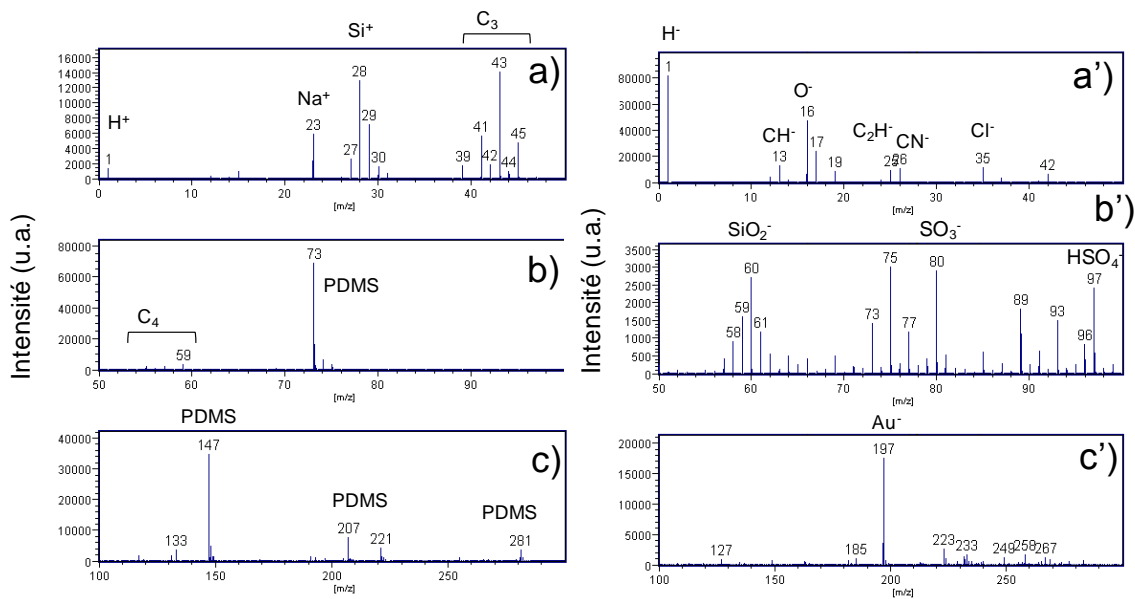 Intensité (u.a.)
a)
C₃
Si⁺
Na⁺
H⁺
16000
14000
12000
10000
8000
6000
4000
2000
0
1
23
27
28
29
30
39
41
42
43
44
45
0 10 20 30 40
[m/z]
b)
C₄
PDMS
80000
60000
40000
20000
0
59
73
50 60 70 80 90
[m/z]
c)
PDMS
PDMS
PDMS
40000
30000
20000
10000
0
133
147
207
221
281
100 150 200 250
[m/z]
Intensité (u.a.)
a’)
H⁻
O⁻
CH⁻
C₂H⁻
CN⁻
Cl⁻
80000
60000
40000
20000
0
1
13
16
17
19
25
26
35
42
0 10 20 30 40
[m/z]
b’)
SiO₂⁻
SO₃⁻
HSO₄⁻
3500
3000
2500
2000
1500
1000
500
0
58
59
60
61
73
75
77
80
89
93
96
97
50 60 70 80 90
[m/z]
c’)
Au⁻
20000
15000
10000
5000
0
127
185
197
223
233
249
258
267
100 150 200 250
[m/z]